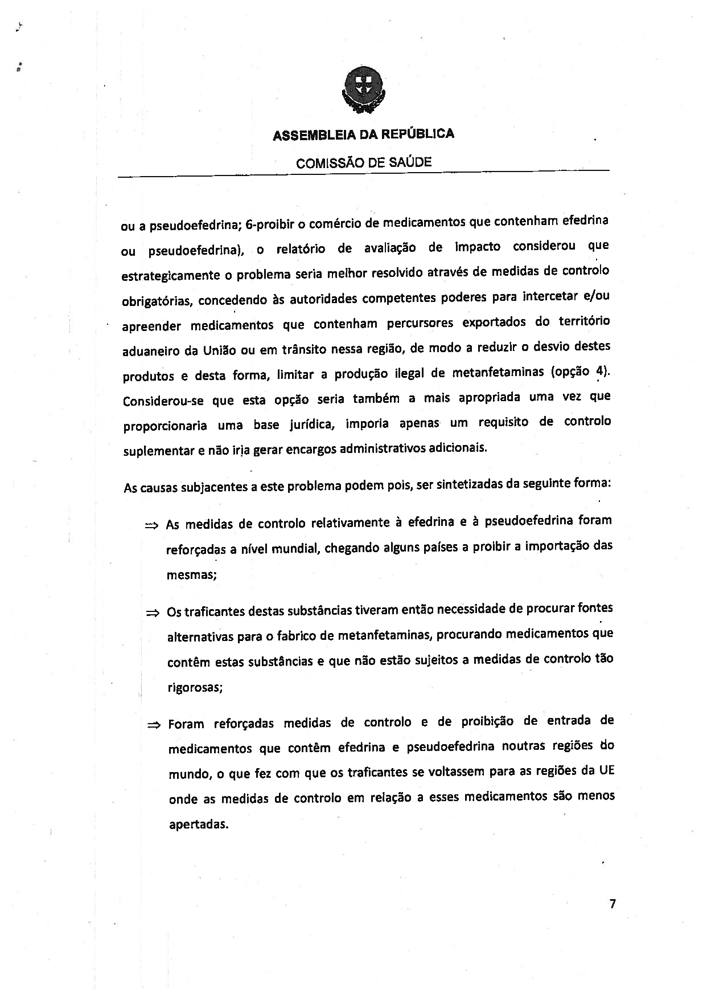 ASSEMBLEIA DA REPÚBLICA
COMISSÃO DE SAÚDE
ou a pseudoefedrina; 6-proibir o comércio de medicamentos que contenham efedrina
ou pseudoefedrina), o relatório de avaliação de impacto considerou que
estrategicamente o problema seria melhor resolvido através de medidas de controlo
obrigatórias, concedendo às autoridades competentes poderes para intercetar e/ou
apreender medicamentos que contenham percursores exportados do território
aduaneiro da União ou em trânsito nessa região, de modo a reduzir o desvio destes
produtos e desta forma, limitar a produção ilegal de metanfetaminas (opção 4).
Considerou-se que esta opção seria também a mais apropriada uma vez que
proporcionaria uma base jurídica, imporia apenas um requisito de controlo
suplementar e não iria gerar encargos administrativos adicionais.
As causas subjacentes a este problema podem pois, ser sintetizadas da seguinte forma:
⇒ As medidas de controlo relativamente à efedrina e à pseudoefedrina foram
reforçadas a nível mundial, chegando alguns países a proibir a importação das
mesmas;
⇒ Os traficantes destas substâncias tiveram então necessidade de procurar fontes
alternativas para o fabrico de metanfetaminas, procurando medicamentos que
contêm estas substâncias e que não estão sujeitos a medidas de controlo tão
rigorosas;
⇒ Foram reforçadas medidas de controlo e de proibição de entrada de
medicamentos que contêm efedrina e pseudoefedrina noutras regiões do
mundo, o que fez com que os traficantes se voltassem para as regiões da UE
onde as medidas de controlo em relação a esses medicamentos são menos
apertadas.
7